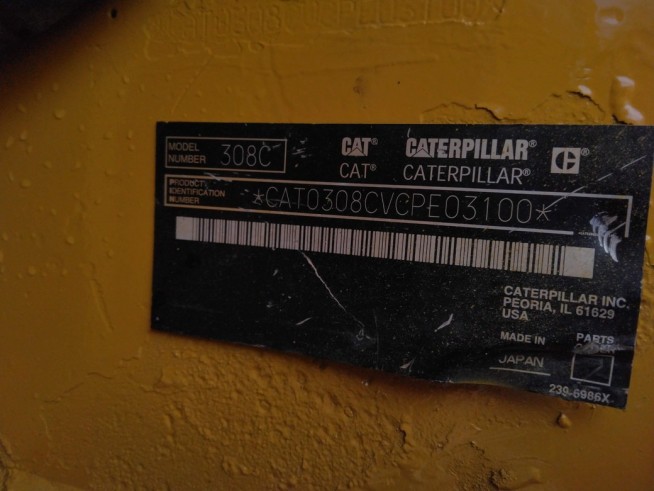 MODEL NUMBER 308C
CAT® CATERPILLAR® C®
CAT® CATERPILLAR®
PRODUCT IDENTIFICATION NUMBER *CAT0308CVCPE03100*
CATERPILLAR INC.
PEORIA, IL 61629
USA
MADE IN
JAPAN
PARTS
2
239-6986X